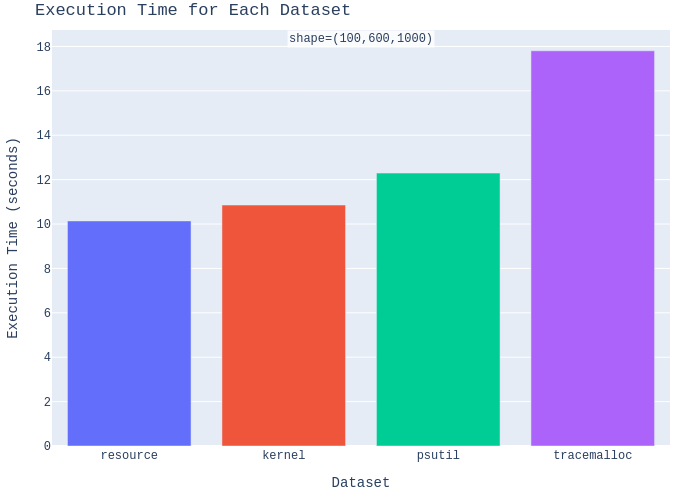 Execution Time for Each Dataset
shape=(100,600,1000)
Execution Time (seconds)
18
16
14
12
10
8
6
4
2
0
resource kernel psutil tracemalloc
Dataset